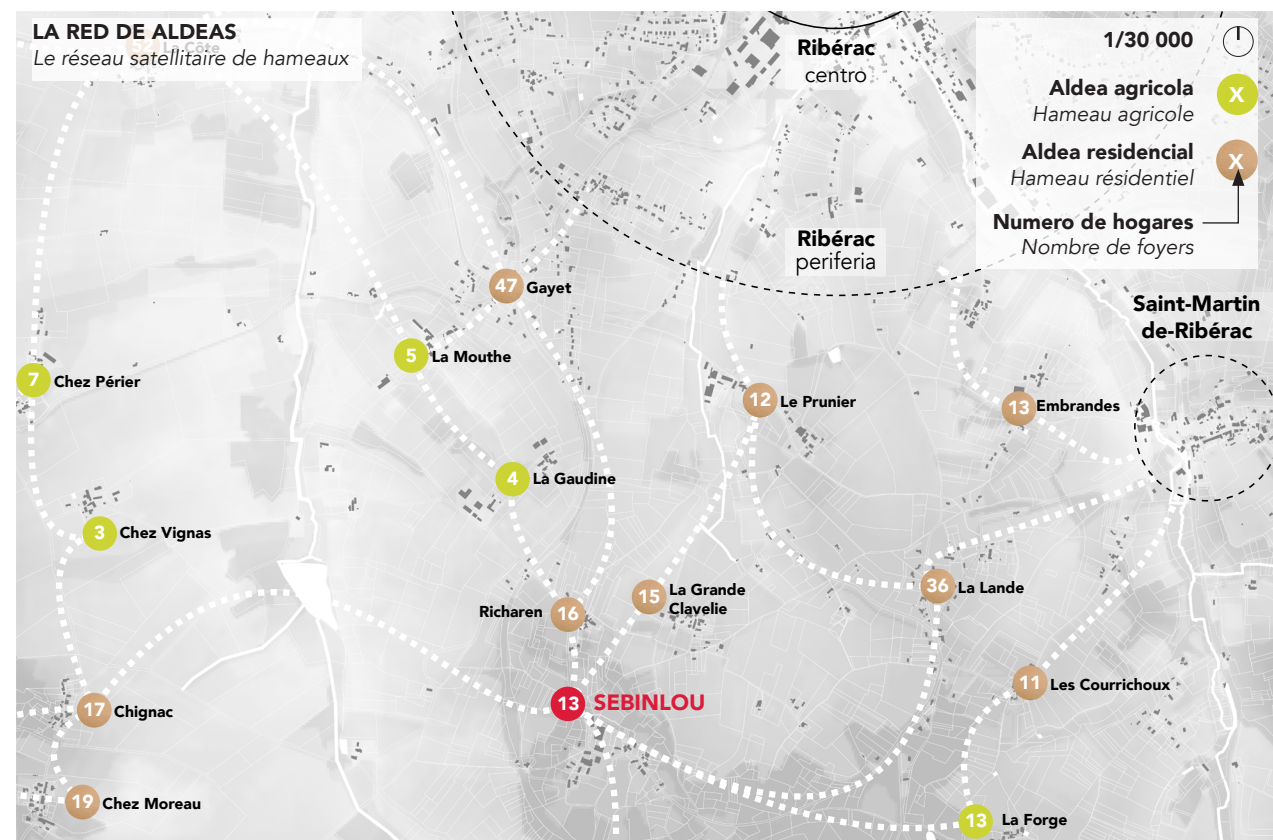 LA RED DE ALDEAS
Le réseau satellitaire de hameaux
52 La Côte
Ribérac
centro
1/30 000
Aldea agricola
X
Hameau agricole
Aldea residencial
X
Hameau résidentiel
Numero de hogares
Nombre de foyers
Ribérac
periferia
Saint-Martin
de-Ribérac
47 Gayet
5 La Mouthe
7 Chez Périer
12 Le Prunier
13 Embrandes
4 La Gaudine
3 Chez Vignas
36 La Lande
15 La Grande
Clavelie
Richaren 16
11 Les Courrichoux
13 SEBINLOU
17 Chignac
19 Chez Moreau
13 La Forge